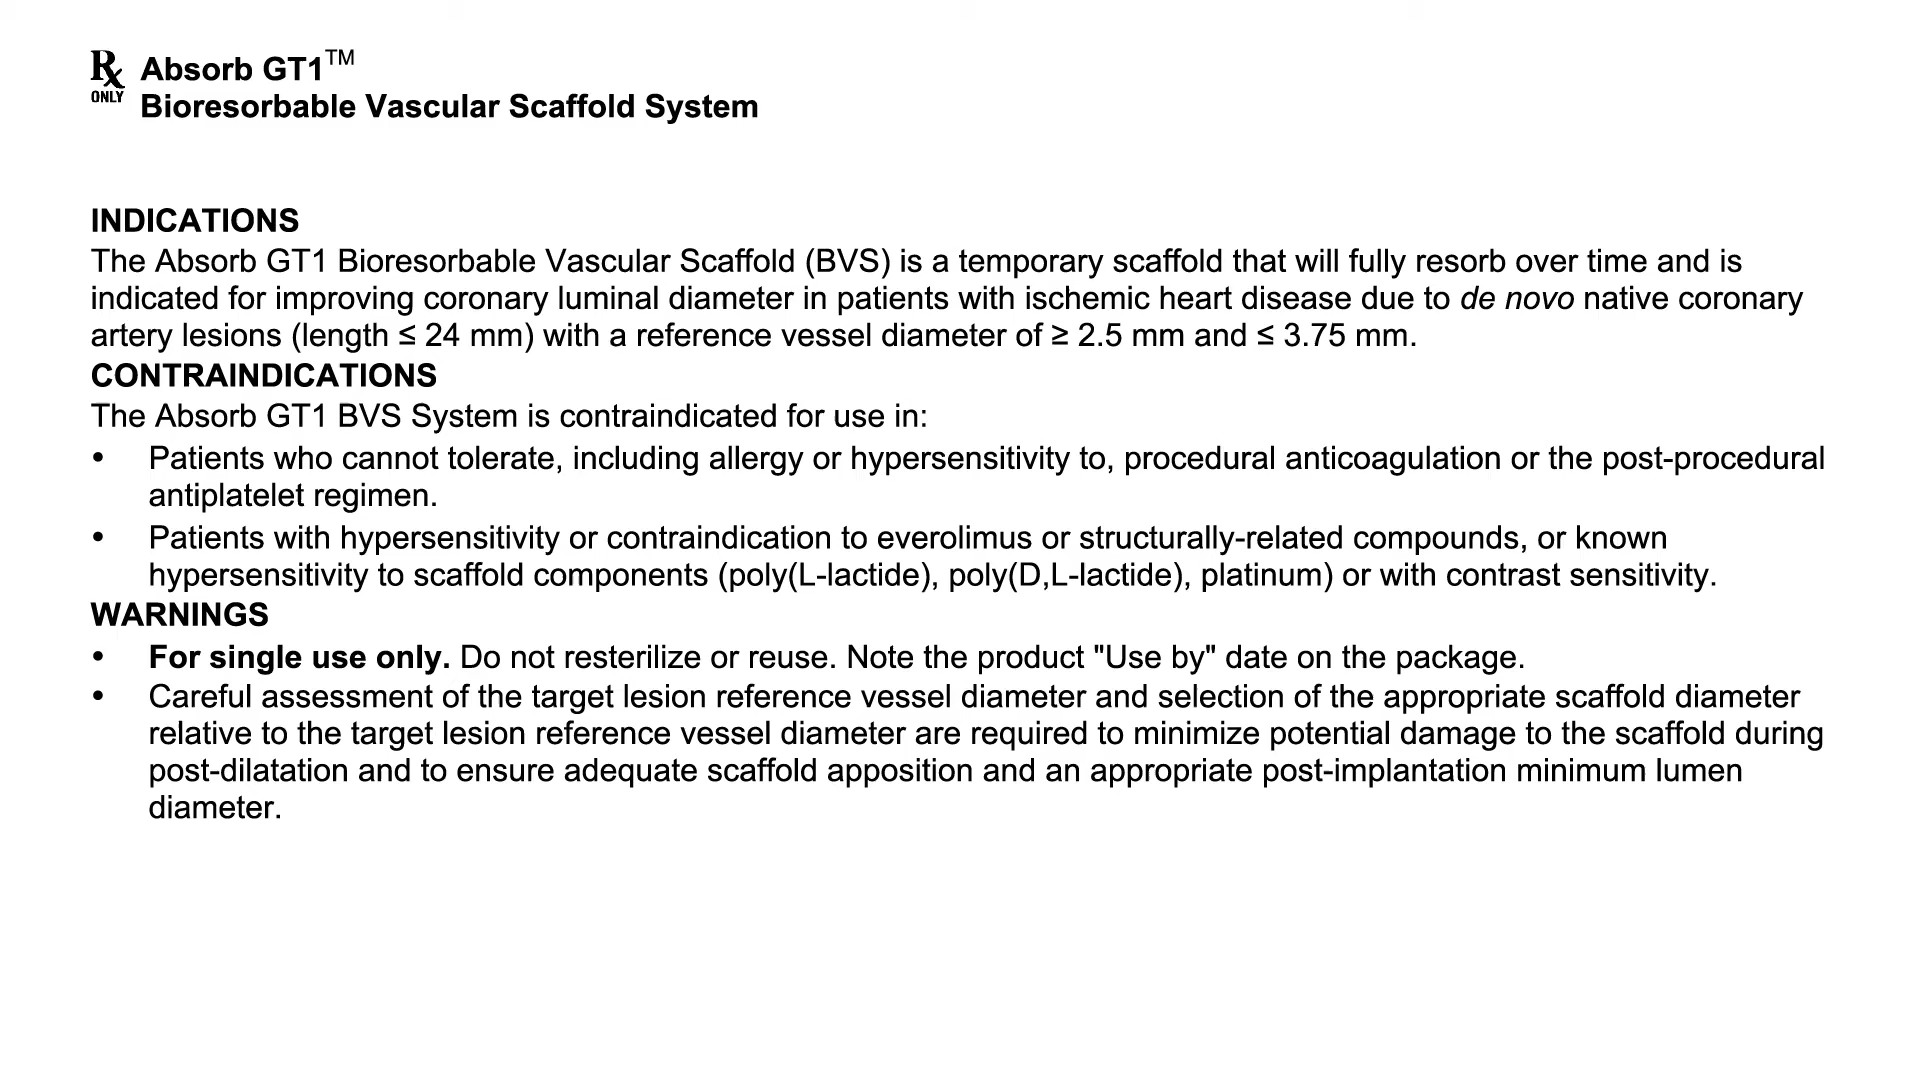 Rx ONLY
Absorb GT1™
Bioresorbable Vascular Scaffold System
INDICATIONS
The Absorb GT1 Bioresorbable Vascular Scaffold (BVS) is a temporary scaffold that will fully resorb over time and is
indicated for improving coronary luminal diameter in patients with ischemic heart disease due to de novo native coronary
artery lesions (length ≤ 24 mm) with a reference vessel diameter of ≥ 2.5 mm and ≤ 3.75 mm.
CONTRAINDICATIONS
The Absorb GT1 BVS System is contraindicated for use in:
• Patients who cannot tolerate, including allergy or hypersensitivity to, procedural anticoagulation or the post-procedural
antiplatelet regimen.
• Patients with hypersensitivity or contraindication to everolimus or structurally-related compounds, or known
hypersensitivity to scaffold components (poly(L-lactide), poly(D,L-lactide), platinum) or with contrast sensitivity.
WARNINGS
• For single use only. Do not resterilize or reuse. Note the product "Use by" date on the package.
• Careful assessment of the target lesion reference vessel diameter and selection of the appropriate scaffold diameter
relative to the target lesion reference vessel diameter are required to minimize potential damage to the scaffold during
post-dilatation and to ensure adequate scaffold apposition and an appropriate post-implantation minimum lumen
diameter.